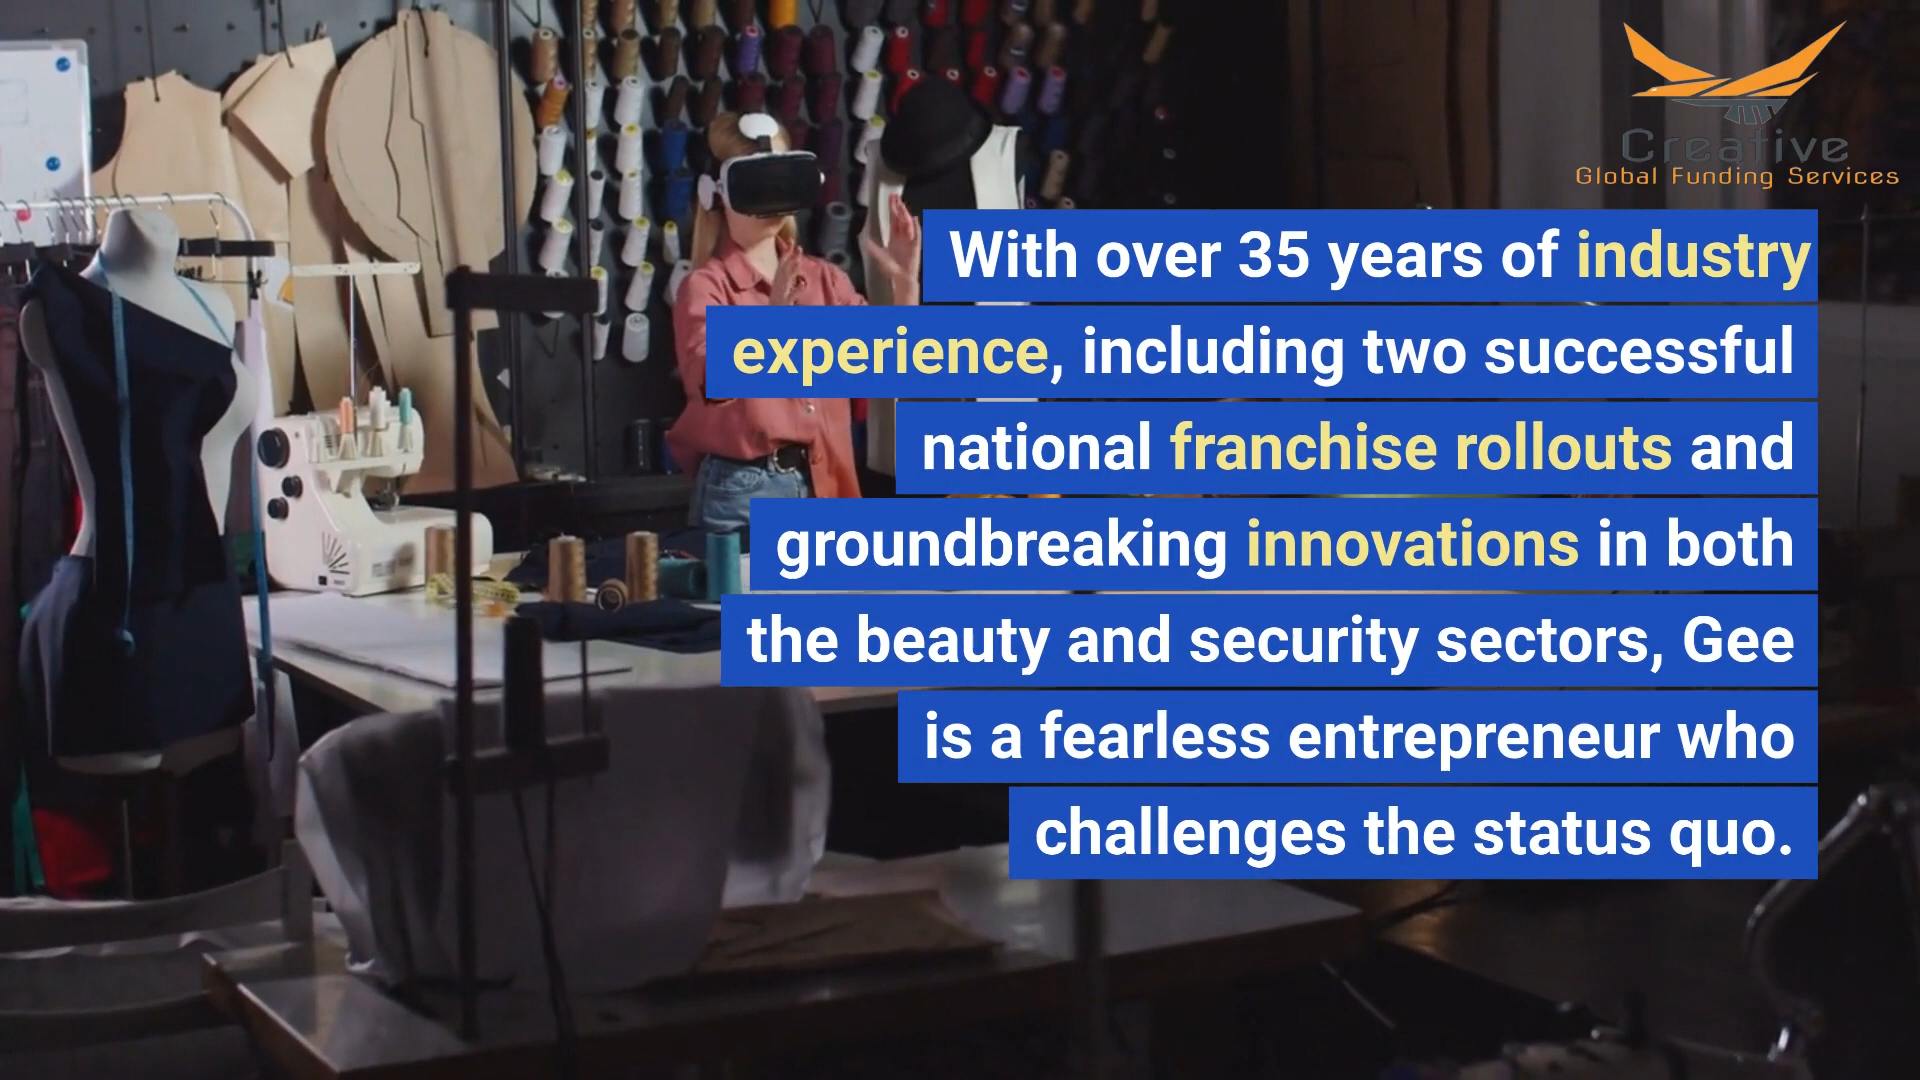 Creative
Global Funding Services
With over 35 years of industry
experience, including two successful
national franchise rollouts and
groundbreaking innovations in both
the beauty and security sectors, Gee
is a fearless entrepreneur who
challenges the status quo.